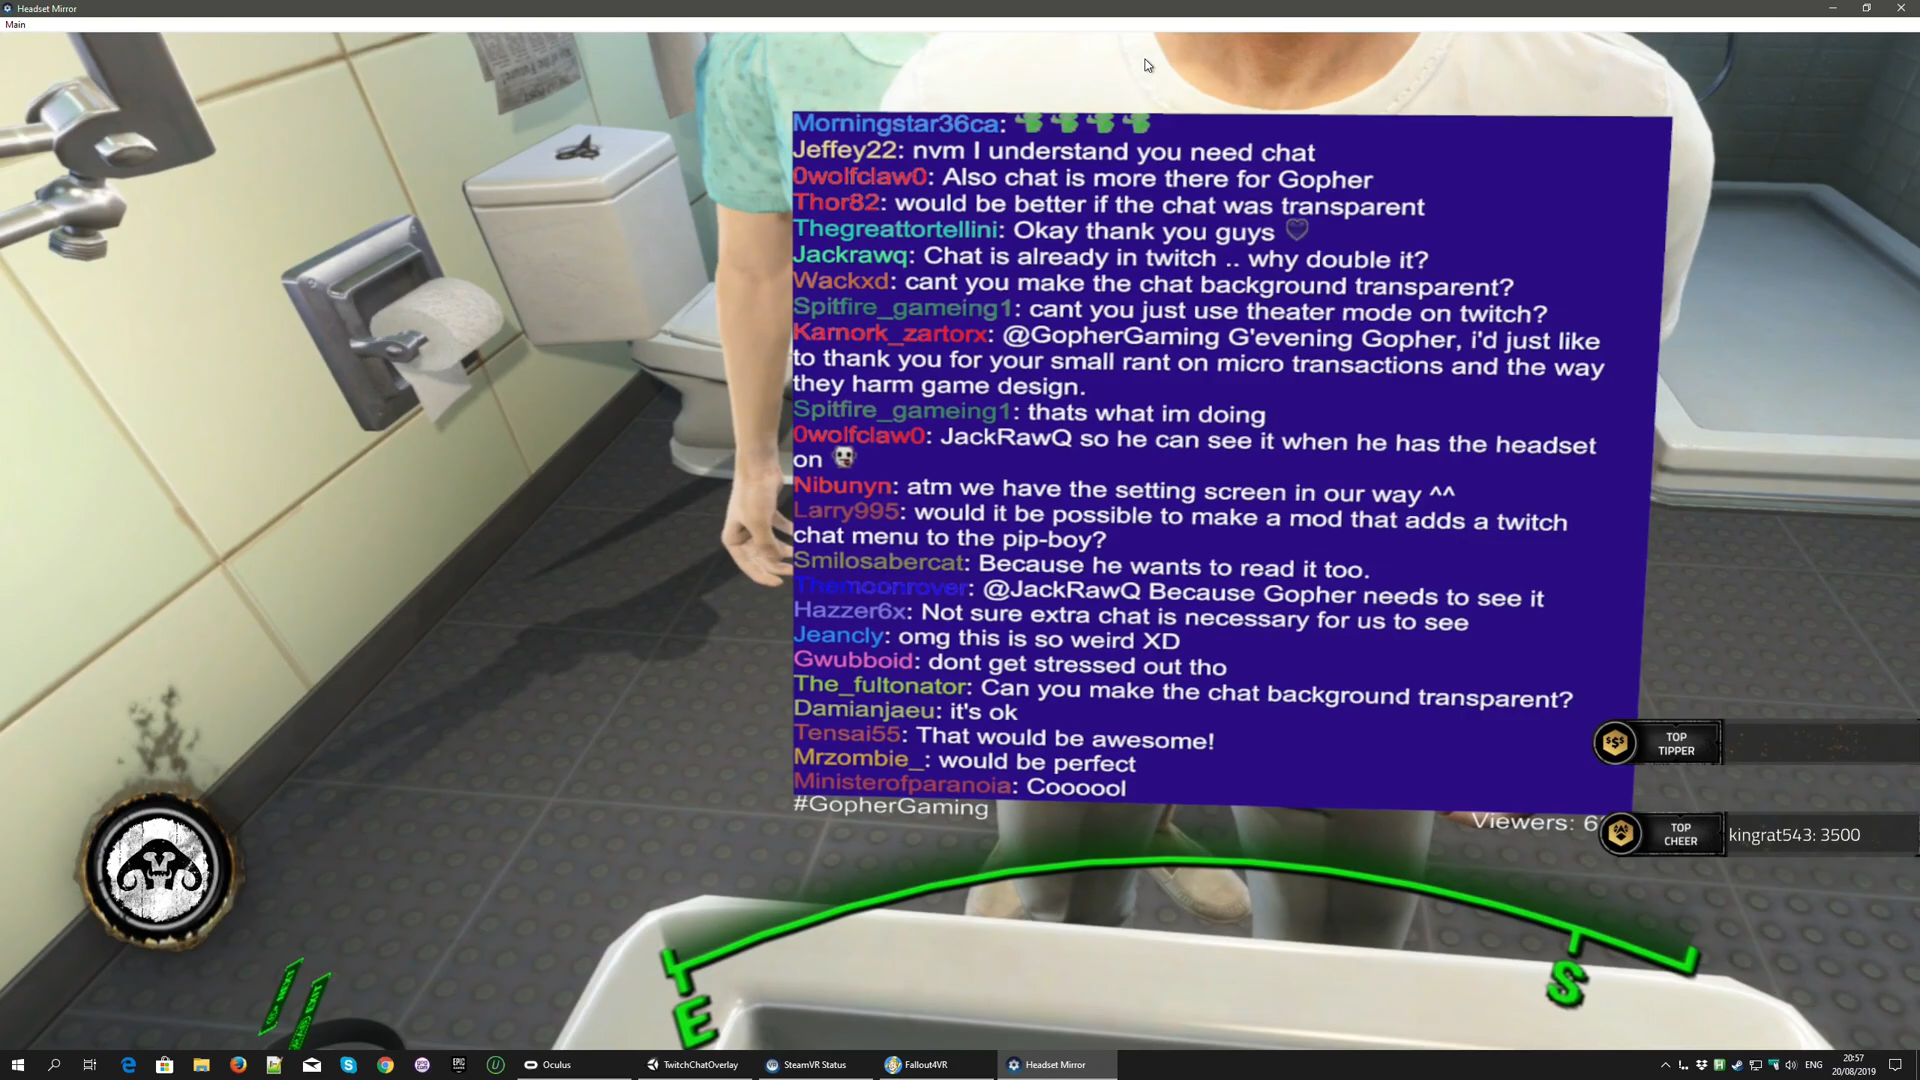 Headset Mirror
Main
Morningstar36ca:
Jeffey22: nvm I understand you need chat
0wolfclaw0: Also chat is more there for Gopher
Thor82: would be better if the chat was transparent
Thegreattortellini: Okay thank you guys
Jackrawq: Chat is already in twitch .. why double it?
Wackxd: cant you make the chat background transparent?
Spitfire_gameing1: cant you just use theater mode on twitch?
Karnork_zartorx: @GopherGaming G'evening Gopher, i'd just like
to thank you for your small rant on micro transactions and the way
they harm game design.
Spitfire_gameing1: thats what im doing
0wolfclaw0: JackRawQ so he can see it when he has the headset
on
Nibunyn: atm we have the setting screen in our way ^^
Larry995: would it be possible to make a mod that adds a twitch
chat menu to the pip-boy?
Smilosabercat: Because he wants to read it too.
Themoonrover: @JackRawQ Because Gopher needs to see it
Hazzer6x: Not sure extra chat is necessary for us to see
Jeancly: omg this is so weird XD
Gwubboid: dont get stressed out tho
The_fultonator: Can you make the chat background transparent?
Damianjaeu: it's ok
Tensai55: That would be awesome!
Mrzombie_: would be perfect
Ministerofparanoia: Coooool
#GopherGaming
Viewers: 6
TOP
TIPPER
TOP
CHEER
kingrat543: 3500
E
S
Oculus
TwitchChatOverlay
SteamVR Status
Fallout4VR
Headset Mirror
ENG
20:57
20/08/2019